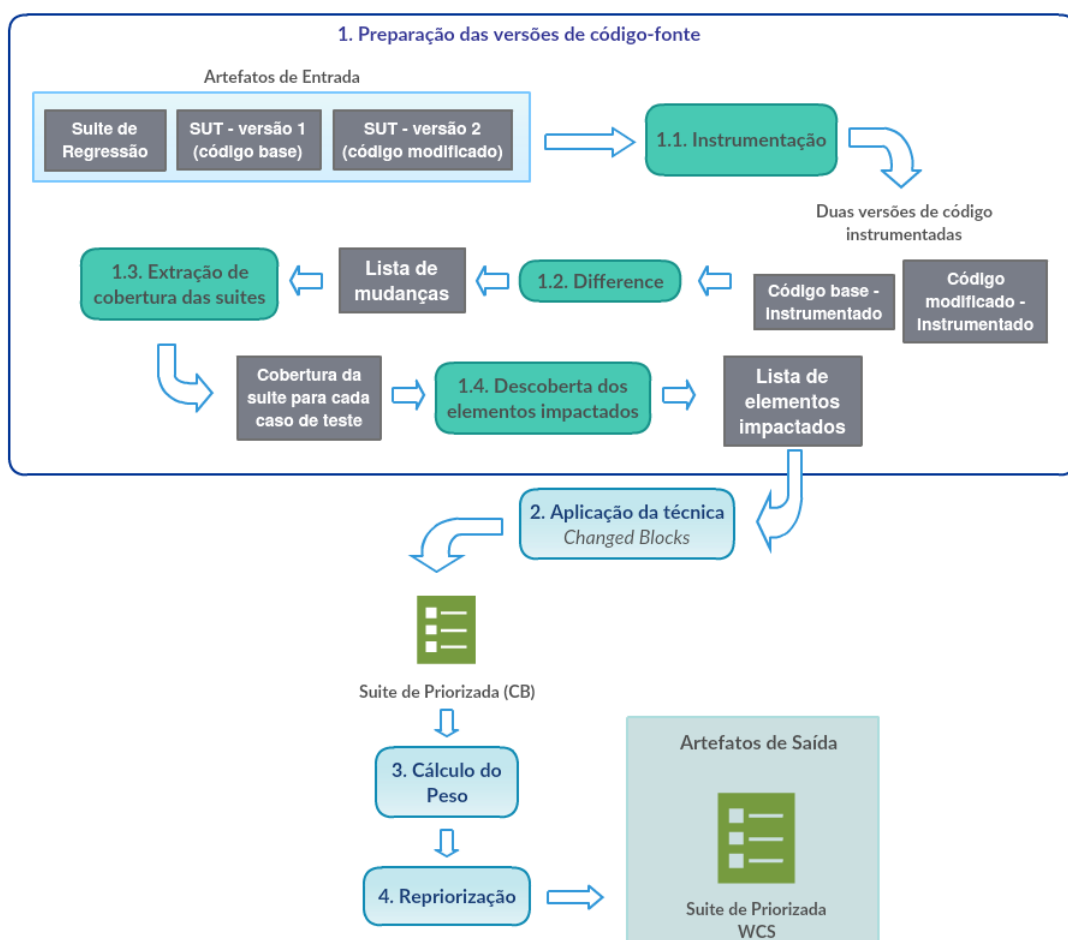 1. Preparação das versões de código-fonte
Artefatos de Entrada
Suite de
Regressão
SUT - versão 1
(código base)
SUT - versão 2
(código modificado)
1.1. Instrumentação
Duas versões de código
instrumentadas
1.3. Extração de
cobertura das suites
Lista de
mudanças
1.2. Difference
Código base -
Instrumentado
Código
modificado -
Instrumentado
Cobertura da
suite para cada
caso de teste
1.4. Descoberta dos
elementos impactados
Lista de
elementos
impactados
2. Aplicação da técnica
Changed Blocks
Suite de Priorizada (CB)
3. Cálculo do
Peso
Artefatos de Saída
4. Repriorização
Suite de Priorizada
WCS